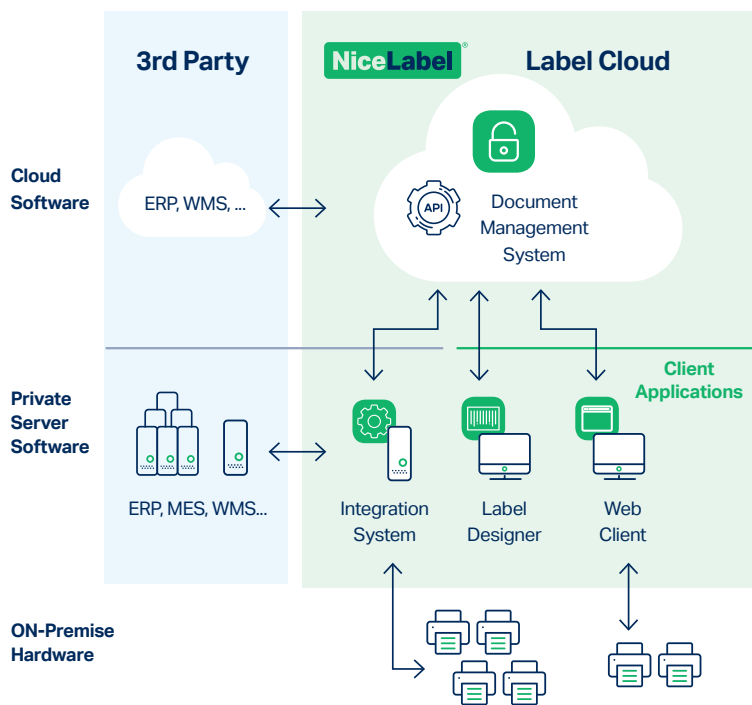 3rd Party
NiceLabel®
Label Cloud
Cloud
Software
ERP, WMS, ...
API
Document
Management
System
Client
Applications
Private
Server
Software
ERP, MES, WMS...
Integration
System
Label
Designer
Web
Client
ON-Premise
Hardware